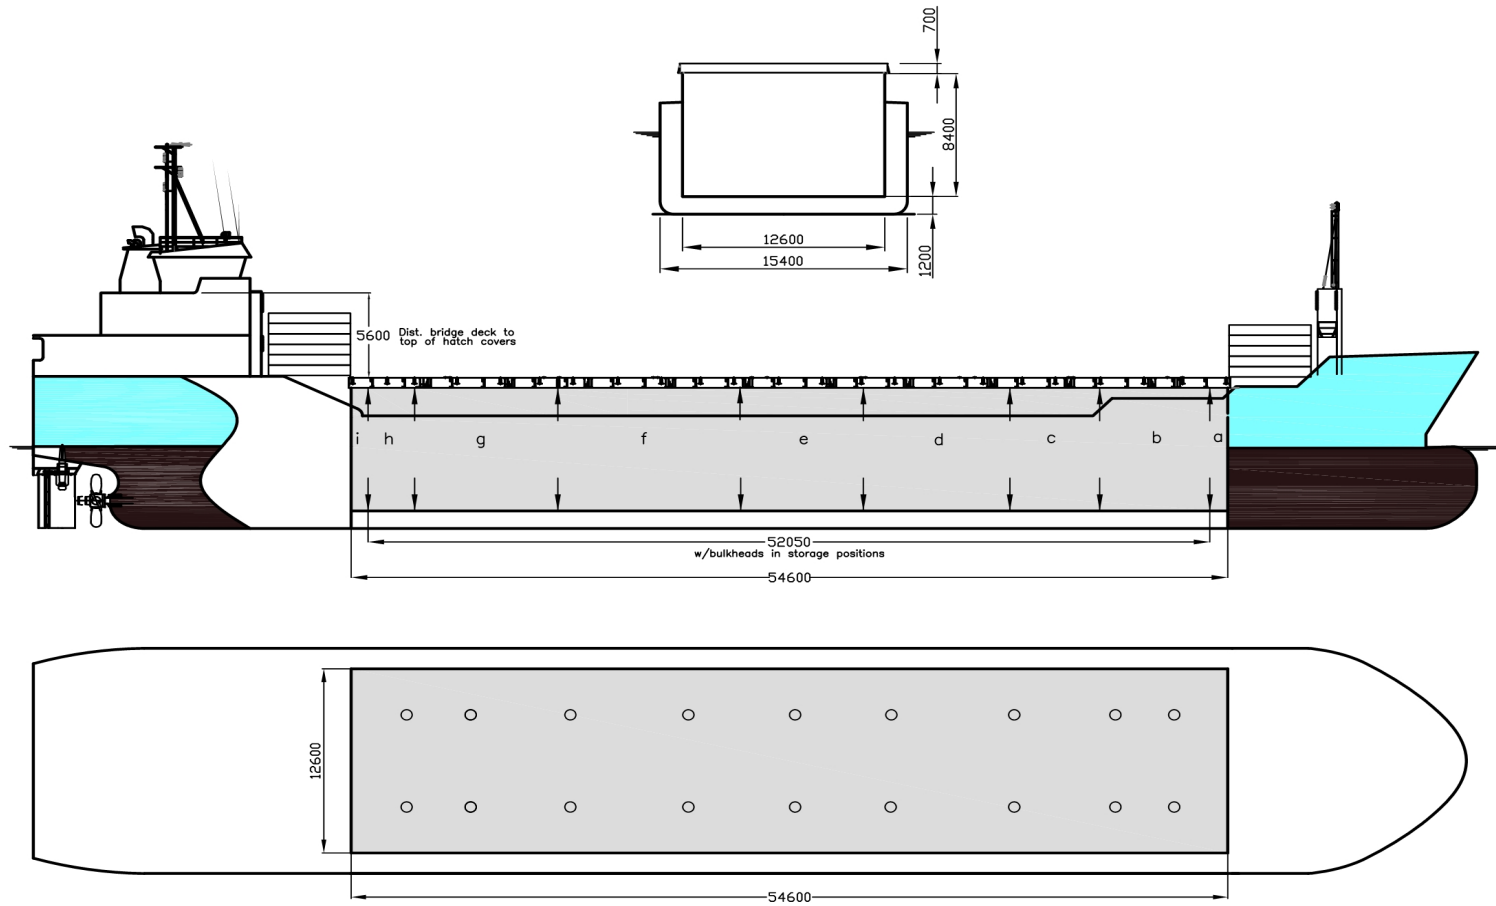 700
8400
12600
15400
1200
5600
Dist. bridge deck to
top of hatch covers
i h g f e d c b a
52050
w/bulkheads in storage positions
54600
12600
54600